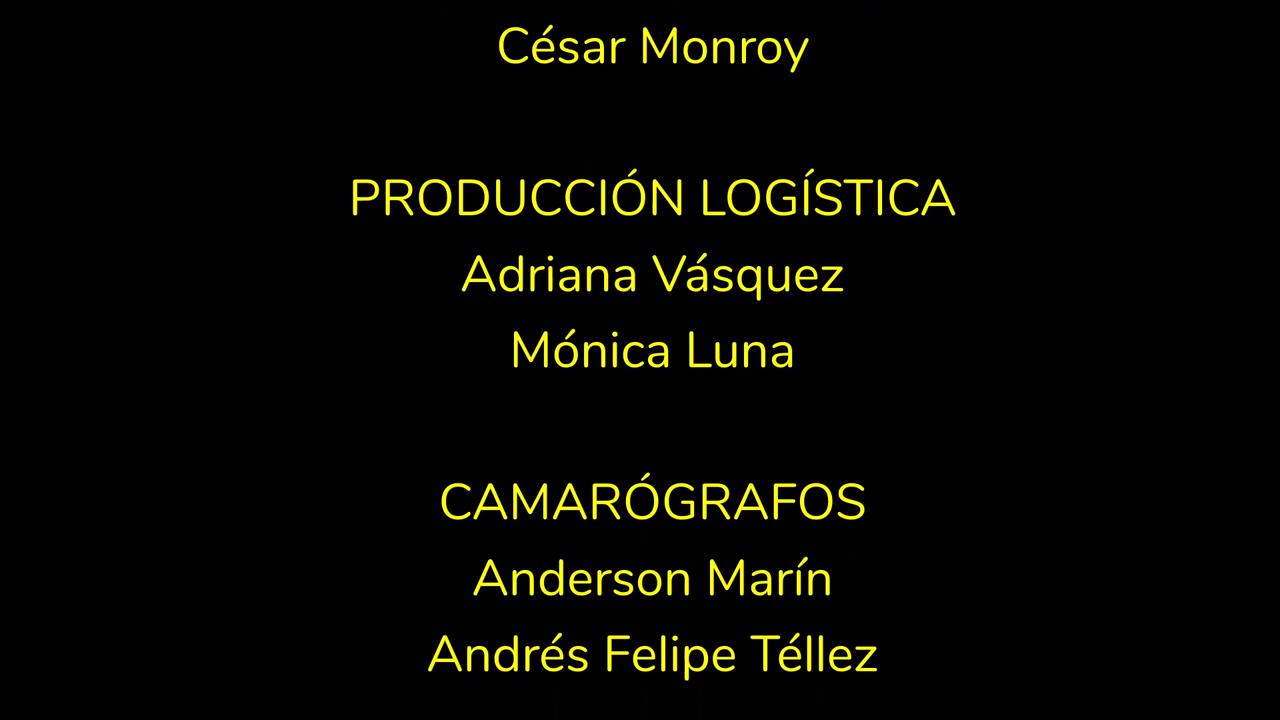 César Monroy
PRODUCCIÓN LOGÍSTICA
Adriana Vásquez
Mónica Luna
CAMARÓGRAFOS
Anderson Marín
Andrés Felipe Téllez